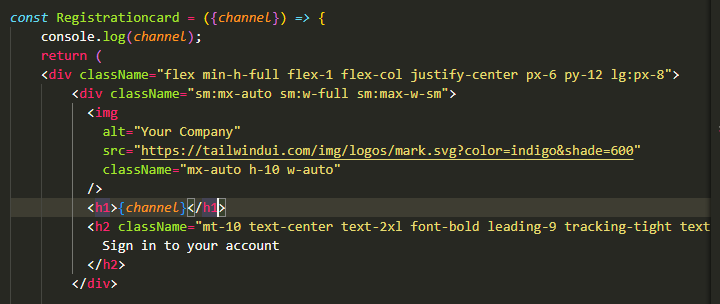 const Registrationcard = ({channel}) => {
console.log(channel);
return (
<div className="flex min-h-full flex-1 flex-col justify-center px-6 py-12 lg:px-8">
<div className="sm:mx-auto sm:w-full sm:max-w-sm">
<img
alt="Your Company"
src="https://tailwindui.com/img/logos/mark.svg?color=indigo&shade=600"
className="mx-auto h-10 w-auto"
/>
<h1>{channel}</h1>
<h2 className="mt-10 text-center text-2xl font-bold leading-9 tracking-tight text
Sign in to your account
</h2>
</div>